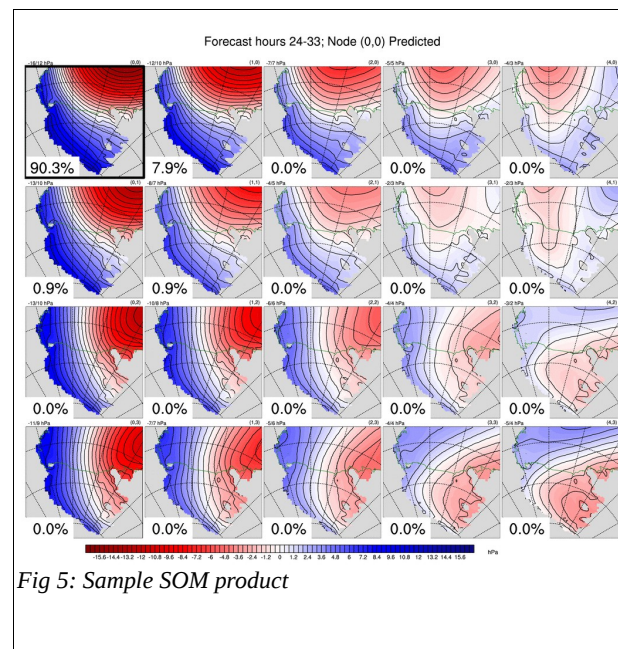 Forecast hours 24-33; Node (0,0) Predicted
-16/12 hPa (0,0) -12/10 hPa (1,0) -7/7 hPa (2,0) -5/5 hPa (3,0) -4/3 hPa (4,0)
90.3% 7.9% 0.0% 0.0% 0.0%
-13/10 hPa (0,1) -8/7 hPa (1,1) -4/5 hPa (2,1) -2/3 hPa (3,1) -2/3 hPa (4,1)
0.9% 0.9% 0.0% 0.0% 0.0%
-13/10 hPa (0,2) -10/8 hPa (1,2) -6/6 hPa (2,2) -4/4 hPa (3,2) -3/2 hPa (4,2)
0.0% 0.0% 0.0% 0.0% 0.0%
-11/9 hPa (0,3) -7/7 hPa (1,3) -5/6 hPa (2,3) -4/4 hPa (3,3) -5/4 hPa (4,3)
0.0% 0.0% 0.0% 0.0% 0.0%
-15.6 -14.4 -13.2 -12 -10.8 -9.6 -8.4 -7.2 -6 -4.8 -3.6 -2.4 -1.2 0 1.2 2.4 3.6 4.8 6 7.2 8.4 9.6 10.8 12 13.2 14.4 15.6 hPa
Fig 5: Sample SOM product